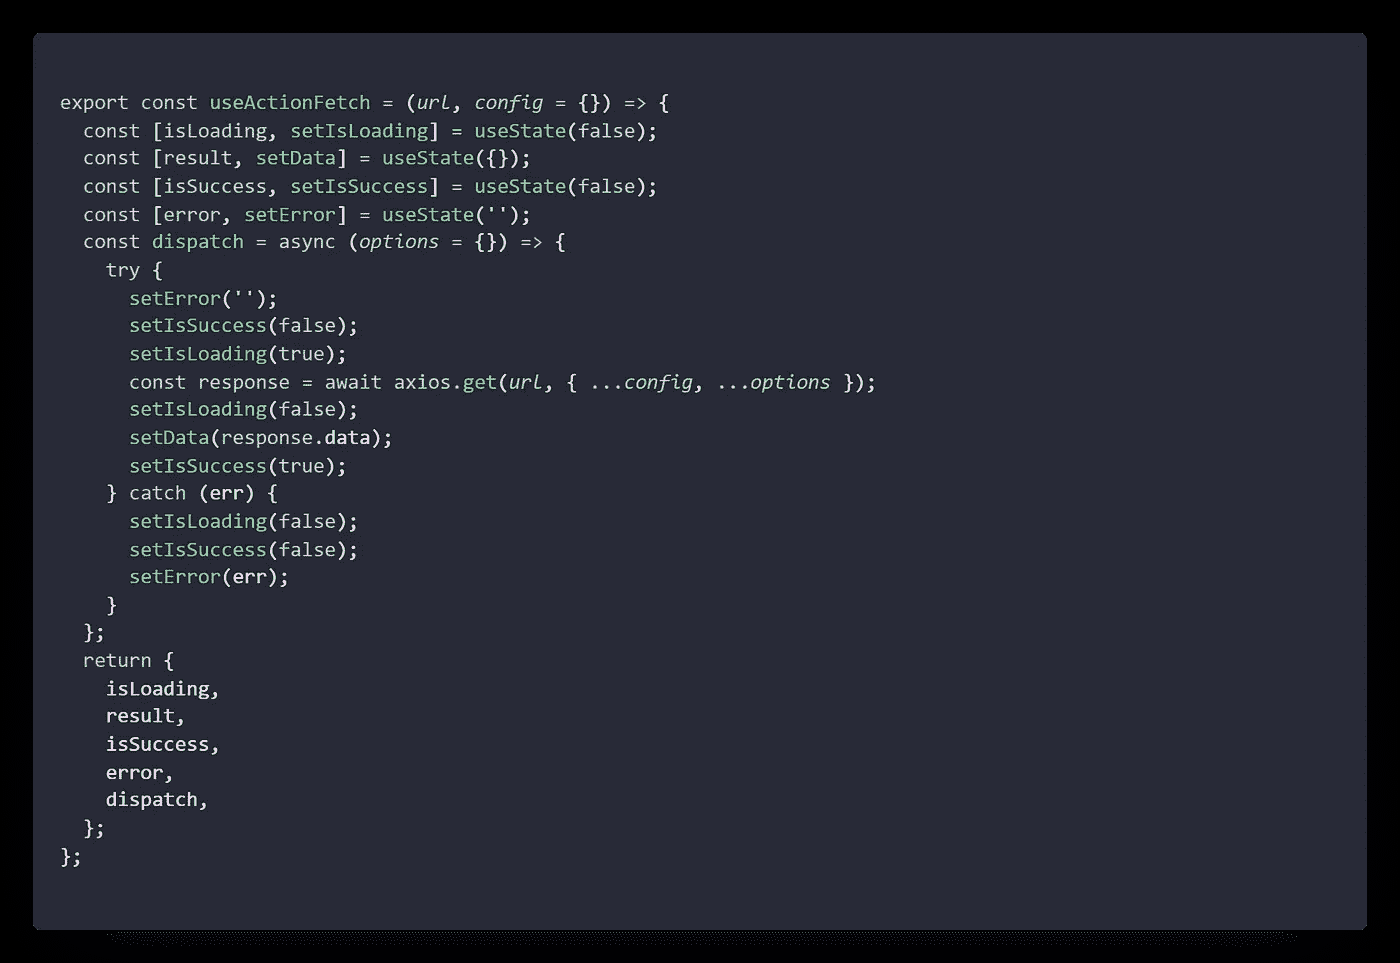 export const useActionFetch = (url, config = {}) => {
  const [isLoading, setIsLoading] = useState(false);
  const [result, setData] = useState({});
  const [isSuccess, setIsSuccess] = useState(false);
  const [error, setError] = useState('');
  const dispatch = async (options = {}) => {
    try {
      setError('');
      setIsSuccess(false);
      setIsLoading(true);
      const response = await axios.get(url, { ...config, ...options });
      setIsLoading(false);
      setData(response.data);
      setIsSuccess(true);
    } catch (err) {
      setIsLoading(false);
      setIsSuccess(false);
      setError(err);
    }
  };
  return {
    isLoading,
    result,
    isSuccess,
    error,
    dispatch,
  };
};